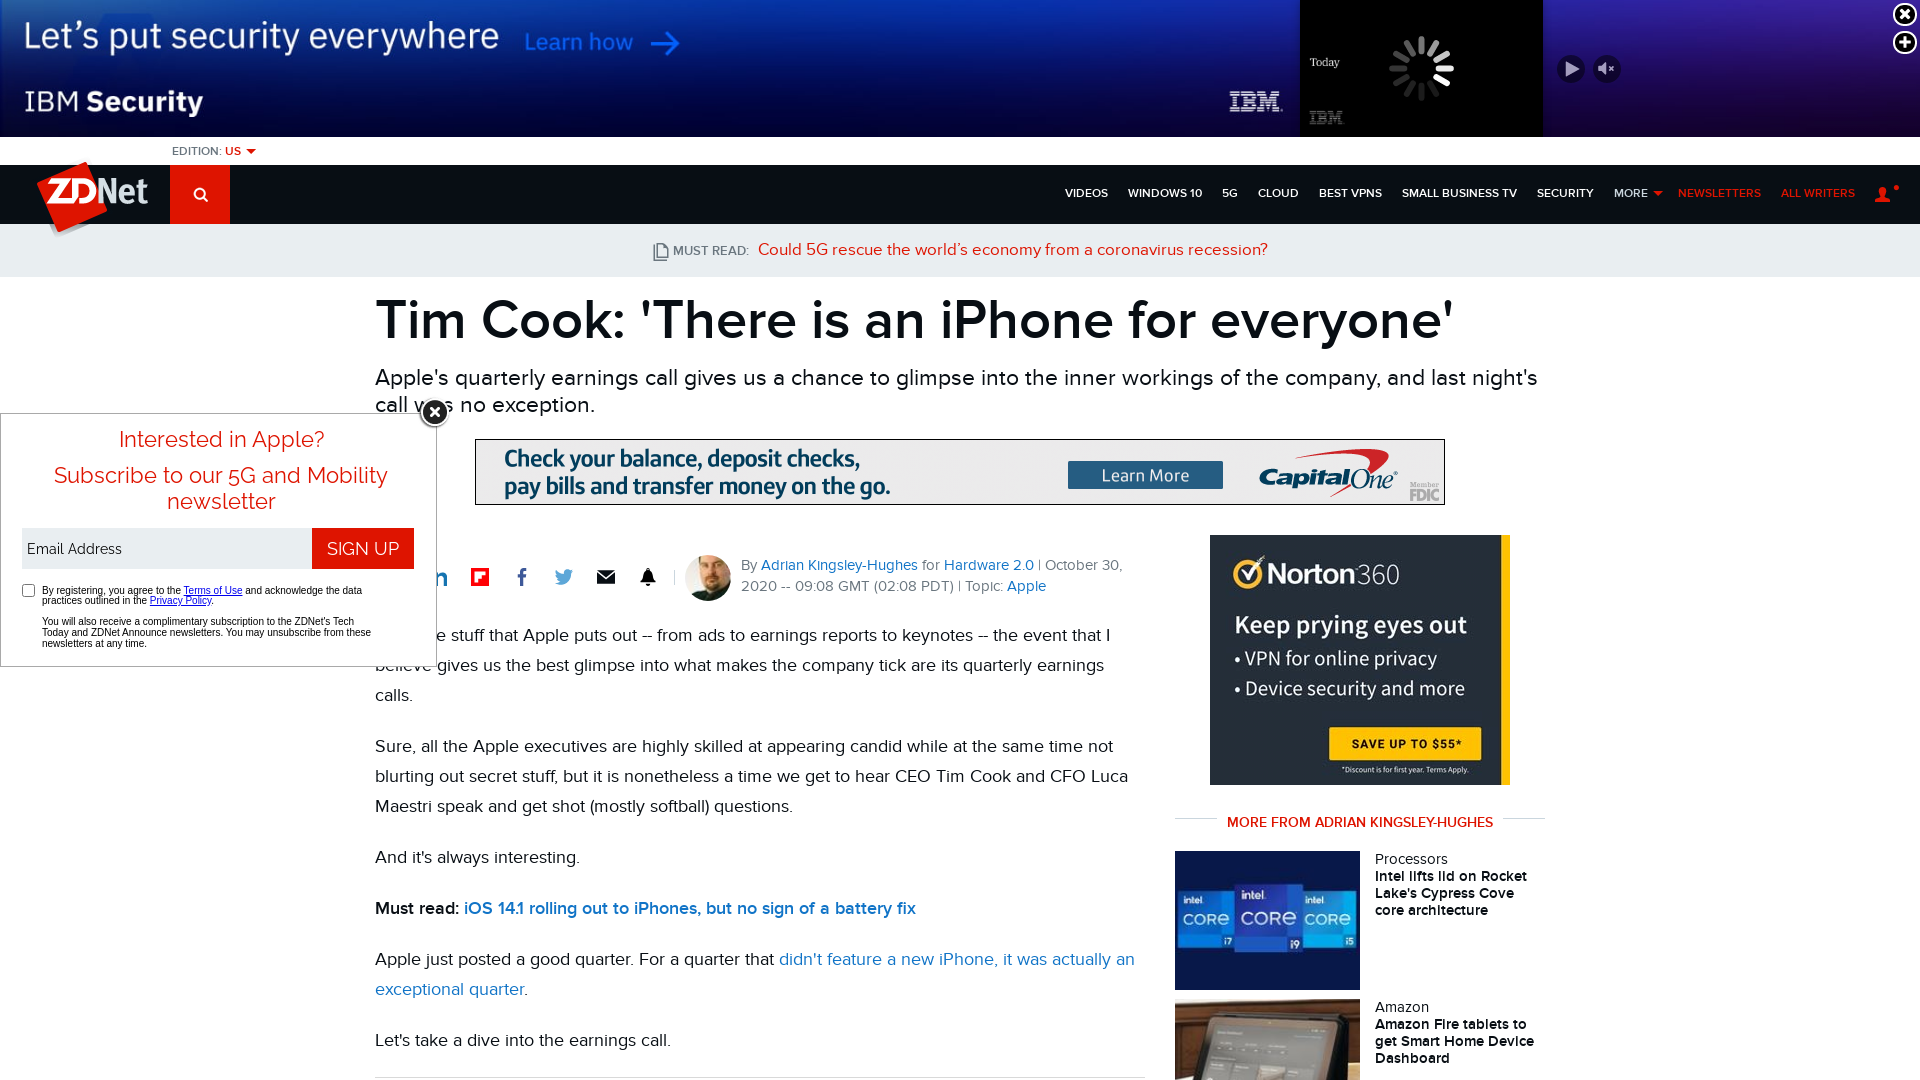 Let's put security everywhere Learn how
IBM Security
IBM
Today
IBM
EDITION: US
ZDNet
VIDEOS WINDOWS 10 5G CLOUD BEST VPNS SMALL BUSINESS TV SECURITY MORE NEWSLETTERS ALL WRITERS
MUST READ: Could 5G rescue the world’s economy from a coronavirus recession?
Tim Cook: 'There is an iPhone for everyone'
Apple's quarterly earnings call gives us a chance to glimpse into the inner workings of the company, and last night's
call was no exception.
Interested in Apple?
Subscribe to our 5G and Mobility
newsletter
Email Address
SIGN UP
By registering, you agree to the Terms of Use and acknowledge the data
practices outlined in the Privacy Policy.
You will also receive a complimentary subscription to the ZDNet's Tech
Today and ZDNet Announce newsletters. You may unsubscribe from these
newsletters at any time.
Check your balance, deposit checks,
pay bills and transfer money on the go.
Learn More
Capital One
Member
FDIC
By Adrian Kingsley-Hughes for Hardware 2.0 | October 30,
2020 -- 09:08 GMT (02:08 PDT) | Topic: Apple
stuff that Apple puts out -- from ads to earnings reports to keynotes -- the event that I
believe gives us the best glimpse into what makes the company tick are its quarterly earnings
calls.
Sure, all the Apple executives are highly skilled at appearing candid while at the same time not
blurting out secret stuff, but it is nonetheless a time we get to hear CEO Tim Cook and CFO Luca
Maestri speak and get shot (mostly softball) questions.
And it's always interesting.
Must read: iOS 14.1 rolling out to iPhones, but no sign of a battery fix
Apple just posted a good quarter. For a quarter that didn't feature a new iPhone, it was actually an
exceptional quarter.
Let's take a dive into the earnings call.
Norton360
Keep prying eyes out
• VPN for online privacy
• Device security and more
SAVE UP TO $55*
*Discount is for first year. Terms Apply.
MORE FROM ADRIAN KINGSLEY-HUGHES
intel CORE i7
intel CORE i9
intel CORE i5
Processors
Intel lifts lid on Rocket
Lake's Cypress Cove
core architecture
Amazon
Amazon Fire tablets to
get Smart Home Device
Dashboard